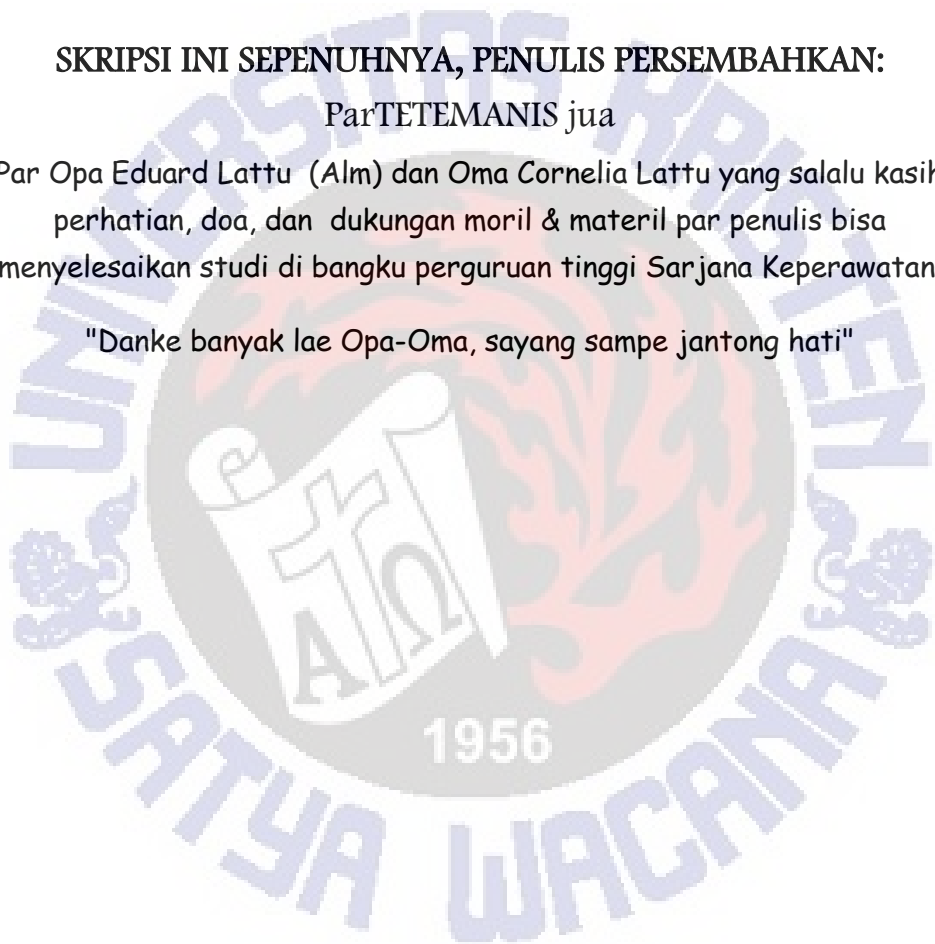 SKRIPSI INI SEPENUHNYA, PENULIS PERSEMBAHKAN:
ParTETEMANIS jua
Par Opa Eduard Lattu (Alm) dan Oma Cornelia Lattu yang salalu kasih
perhatian, doa, dan dukungan moril & materil par penulis bisa
menyelesaikan studi di bangku perguruan tinggi Sarjana Keperawatan
"Danke banyak lae Opa-Oma, sayang sampe jantong hati"
UNIVERSITAS KRISTEN
Α Ω
1956
SATYA WACANA